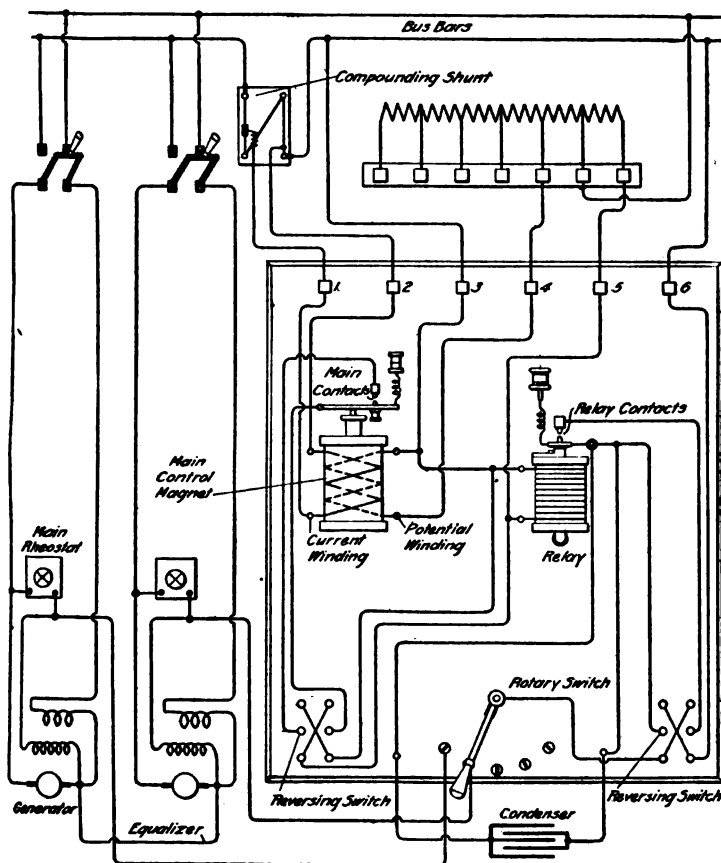 Bus Bars
Compounding Shunt
1 2 3 4 5 6
Main
Contacts
Relay Contacts
Main
Control
Magnet
Current
Winding
Potential
Winding
Relay
Main
Rheostat
Rotary Switch
Reversing Switch
Reversing Switch
Generator
Equalizer
Condenser